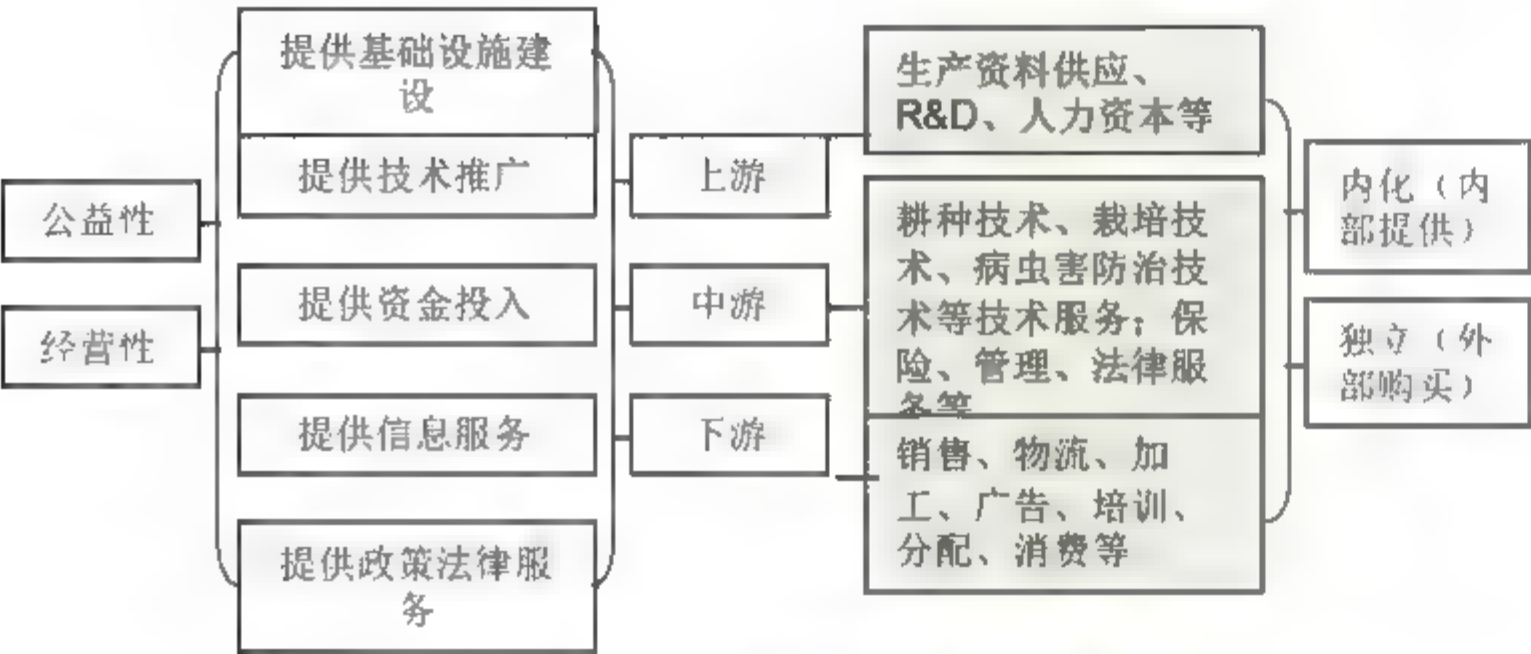 公益性
经营性
提供基础设施建
设
提供技术推广
提供资金投入
提供信息服务
提供政策法律服
务
上游
中游
下游
生产资料供应、
R&D、人力资本等
耕种技术、栽培技
术、病虫害防治技
术等技术服务；保
险、管理、法律服
务等
销售、物流、加
工、广告、培训、
分配、消费等
内化（内
部提供）
独立（外
部购买）